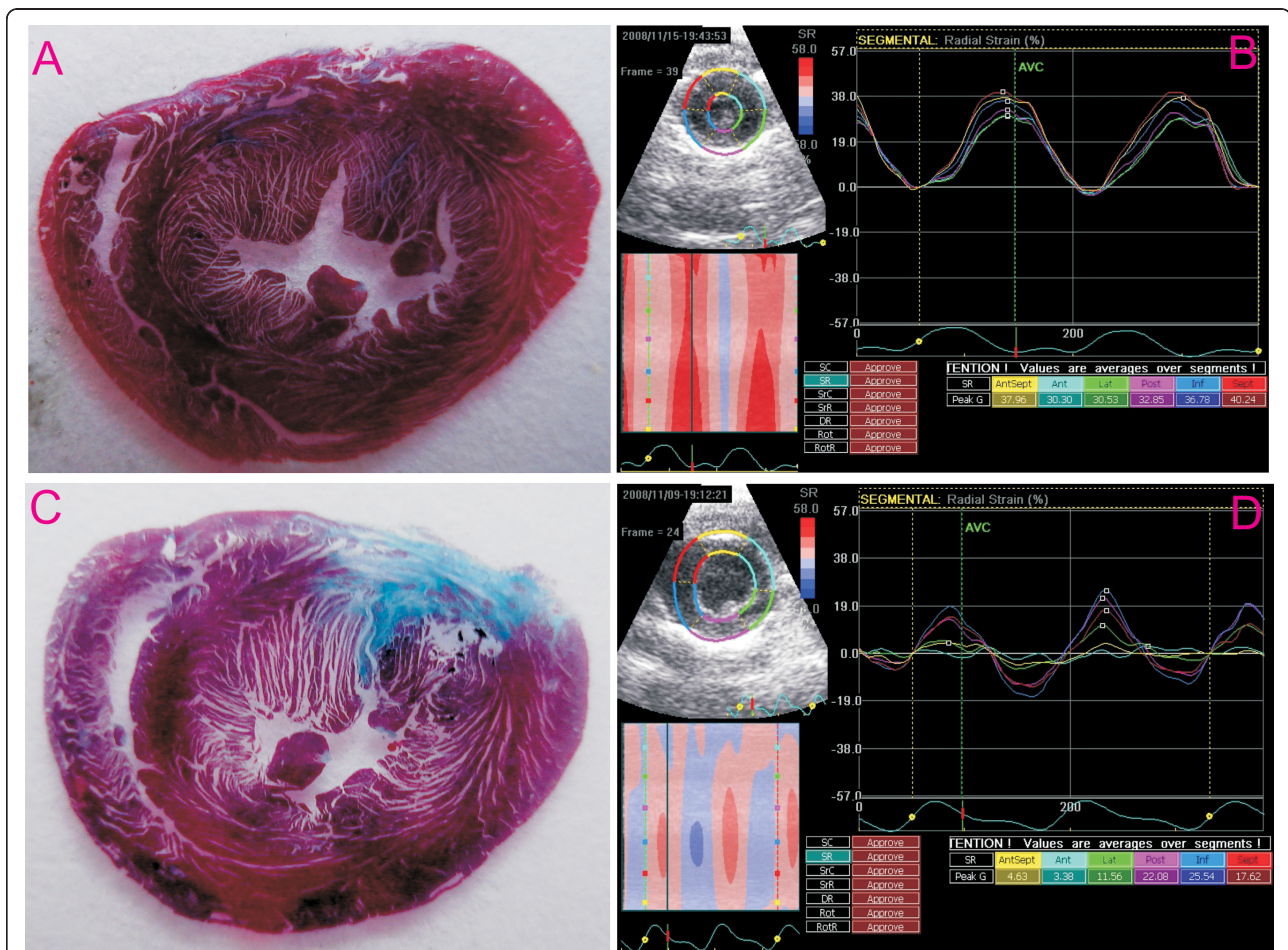 A
2008/11/15-19:43:53
SR
58.0
Frame = 39
%
SEGMENTAL: Radial Strain (%)
B
57.0
AVC
38.0
19.0
0.0
-19.0
-38.0
-57.0
0
200
SC Approve
SR Approve
SrC Approve
SrR Approve
DR Approve
Rot Approve
RotR Approve
TENTION ! Values are averages over segments !
SR AntSept Ant Lat Post Inf Sept
Peak G 37.96 30.30 30.53 32.85 36.78 40.24
C
2008/11/09-19:12:21
SR
58.0
Frame = 24
%
SEGMENTAL: Radial Strain (%)
D
57.0
AVC
38.0
19.0
0.0
-19.0
-38.0
-57.0
0
200
SC Approve
SR Approve
SrC Approve
SrR Approve
DR Approve
Rot Approve
RotR Approve
TENTION ! Values are averages over segments !
SR AntSept Ant Lat Post Inf Sept
Peak G 4.63 3.38 11.56 22.08 25.54 17.62